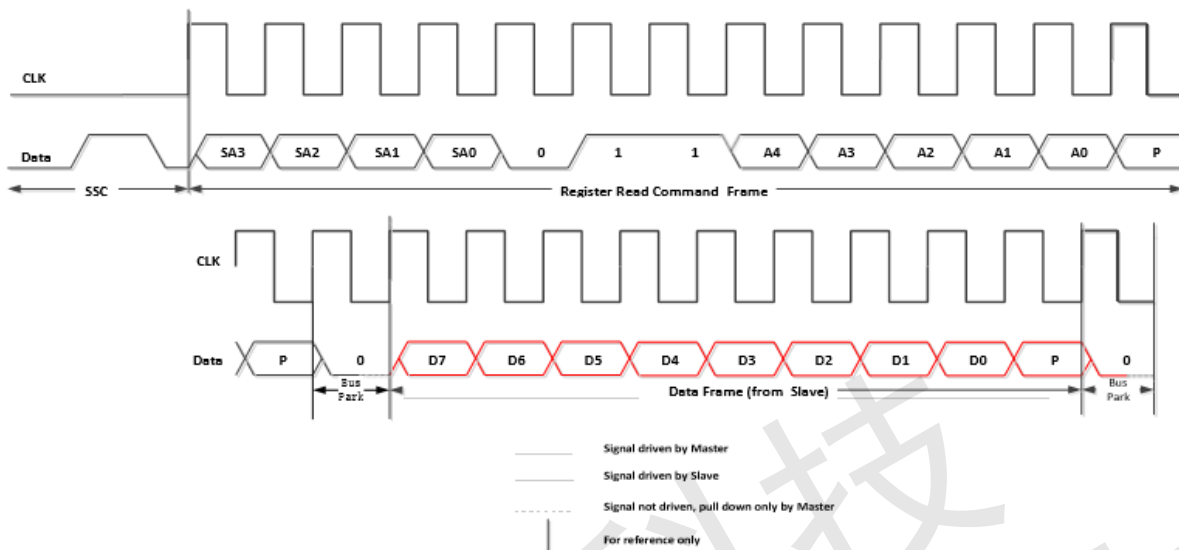 CLK
Data SA3 SA2 SA1 SA0 0 1 1 A4 A3 A2 A1 A0 P
SSC Register Read Command Frame
CLK
Data P 0 D7 D6 D5 D4 D3 D2 D1 D0 P 0
Bus Park Data Frame (from Slave) Bus Park
Signal driven by Master
Signal driven by Slave
Signal not driven, pull down only by Master
For reference only
科技